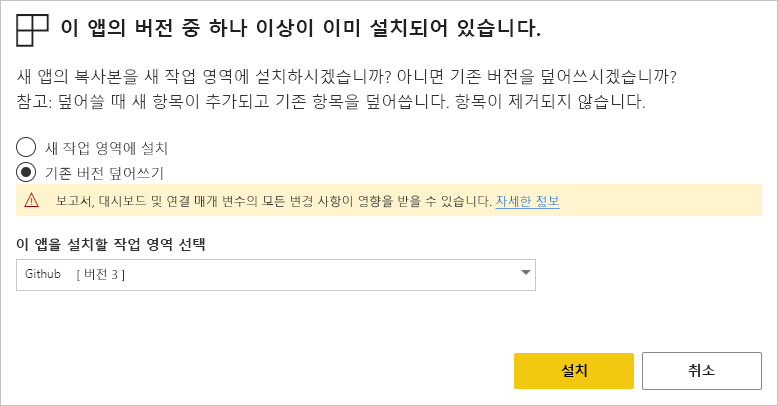 이 앱의 버전 중 하나 이상이 이미 설치되어 있습니다.
새 앱의 복사본을 새 작업 영역에 설치하시겠습니까? 아니면 기존 버전을 덮어쓰시겠습니까?
참고: 덮어쓸 때 새 항목이 추가되고 기존 항목을 덮어씁니다. 항목이 제거되지 않습니다.
새 작업 영역에 설치
기존 버전 덮어쓰기
보고서, 대시보드 및 연결 매개 변수의 모든 변경 사항이 영향을 받을 수 있습니다. 자세한 정보
이 앱을 설치할 작업 영역 선택
Github [ 버전 3 ]
설치 취소